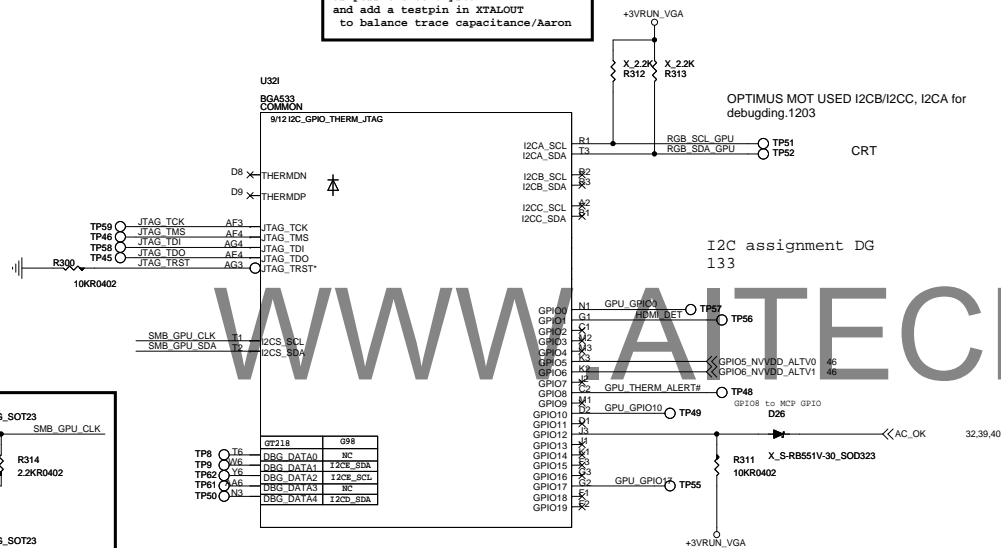 and add a testpin in XTALOUT
to balance trace capacitance/Aaron
+3VRUN_VGA
X_2.2K
R312
X_2.2K
R313
U32I
BGA533
COMMON
9/12 I2C_GPIO_THERM_JTAG
OPTIMUS MOT USED I2CB/I2CC, I2CA for
debugding.1203
I2CA_SCL R1 RGB_SCL_GPU TP51
I2CA_SDA T3 RGB_SDA_GPU TP52
CRT
I2CB_SCL
I2CB_SDA
I2CC_SCL
I2CC_SDA
D8 THERMDN
D9 THERMDP
TP59 JTAG_TCK AF3 JTAG_TCK
TP46 JTAG_TMS AF4 JTAG_TMS
TP58 JTAG_TDI AG4 JTAG_TDI
TP45 JTAG_TDO AE4 JTAG_TDO
R300 JTAG_TRST AG3 JTAG_TRST*
10KR0402
I2C assignment DG
133
WWW.AITEC
SMB_GPU_CLK T1 I2CS_SCL
SMB_GPU_SDA T2 I2CS_SDA
GPIO0 N1 GPU_GPIO0 TP57
GPIO1 G1 HDMI_DET TP56
GPIO2 C1
GPIO3 M2
GPIO4 M3
GPIO5 K3 GPIO5_NVVDD_ALTV0 46
GPIO6 K2 GPIO6_NVVDD_ALTV1 46
GPIO7 J2
GPIO8 C2 GPU_THERM_ALERT# TP48
GPIO8 to MCP GPIO
GPIO9 M1
GPIO10 D2 GPU_GPIO10 TP49
GPIO11 D1
GPIO12 J3 D26 AC_OK 32,39,40
X_S-RB551V-30_SOD323
GPIO13 J1
GPIO14 K1
GPIO15
GPIO16 G3
GPIO17 G2 GPU_GPIO17 TP55
GPIO18
GPIO19
R311
10KR0402
+3VRUN_VGA
_SOT23
SMB_GPU_CLK
R314
2.2KR0402
_SOT23
GT218 G98
TP8 T6 DBG_DATA0 NC
TP9 W6 DBG_DATA1 I2CE_SDA
TP62 Y6 DBG_DATA2 I2CE_SCL
TP61 AA6 DBG_DATA3 NC
TP50 N3 DBG_DATA4 I2CD_SDA